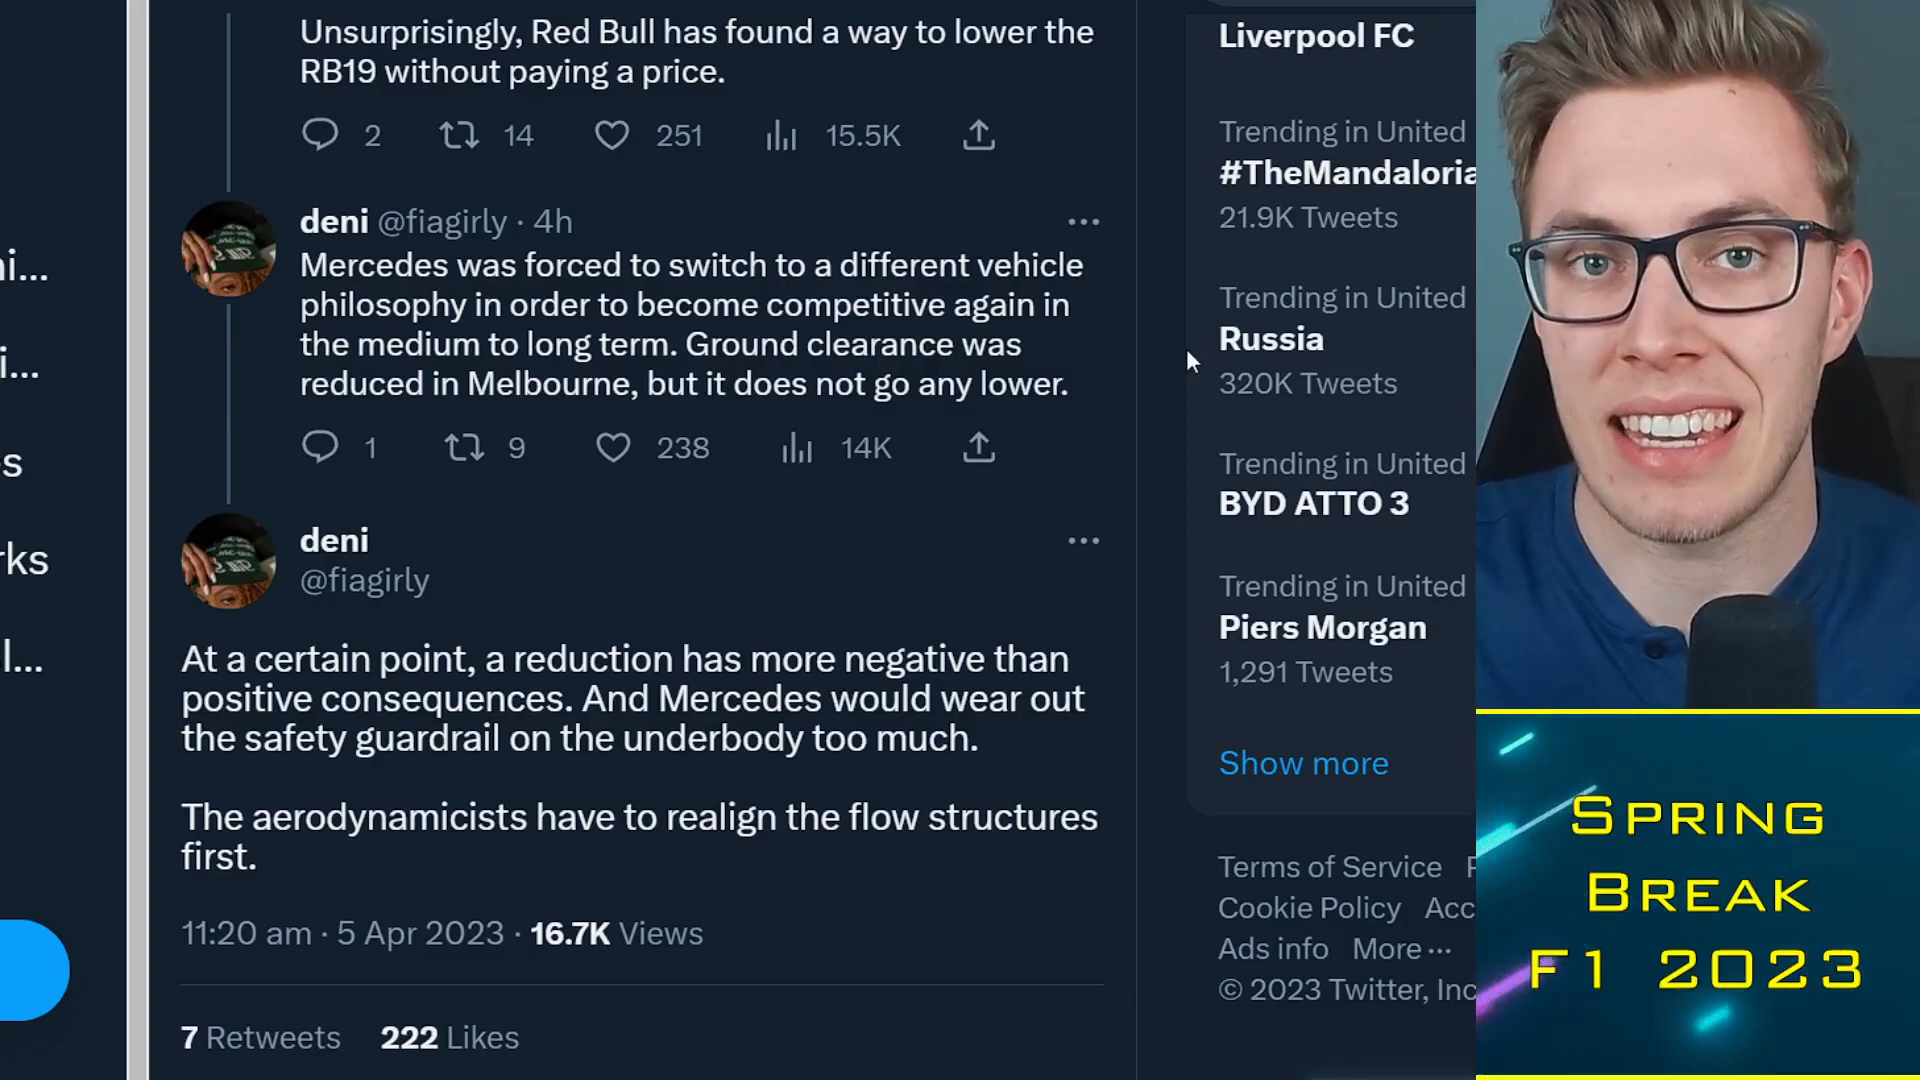 Unsurprisingly, Red Bull has found a way to lower the
RB19 without paying a price.
2 14 251 15.5K
deni @fiagirly · 4h
Mercedes was forced to switch to a different vehicle
philosophy in order to become competitive again in
the medium to long term. Ground clearance was
reduced in Melbourne, but it does not go any lower.
1 9 238 14K
deni
@fiagirly
At a certain point, a reduction has more negative than
positive consequences. And Mercedes would wear out
the safety guardrail on the underbody too much.
The aerodynamicists have to realign the flow structures
first.
11:20 am · 5 Apr 2023 · 16.7K Views
7 Retweets 222 Likes
Liverpool FC
Trending in United
#TheMandaloria
21.9K Tweets
Trending in United
Russia
320K Tweets
Trending in United
BYD ATTO 3
Trending in United
Piers Morgan
1,291 Tweets
Show more
Terms of Service
Cookie Policy Acc
Ads info More ...
© 2023 Twitter, Inc
SPRING
BREAK
F1 2023